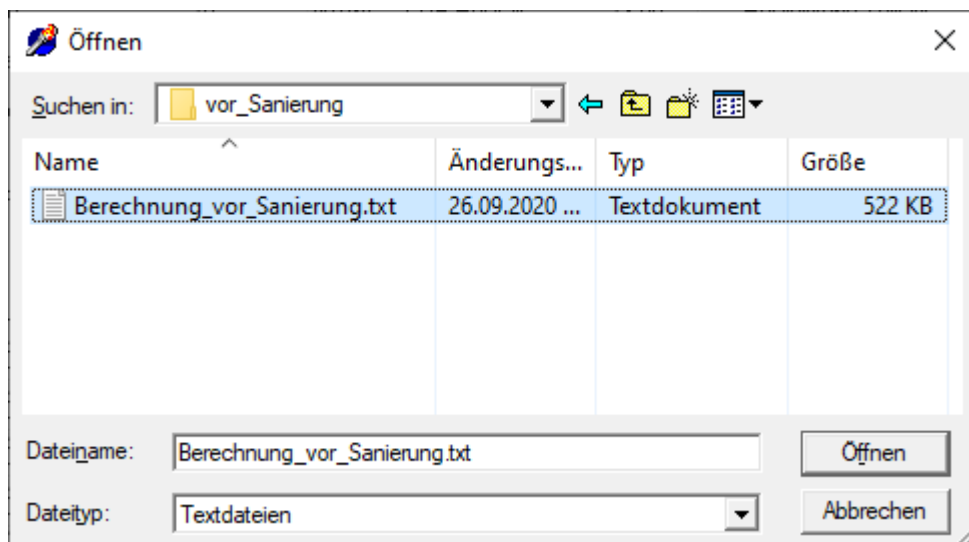 Öffnen
Suchen in: vor_Sanierung
Name Änderungs... Typ Größe
Berechnung_vor_Sanierung.txt 26.09.2020 ... Textdokument 522 KB
Dateiname: Berechnung_vor_Sanierung.txt Öffnen
Dateityp: Textdateien Abbrechen